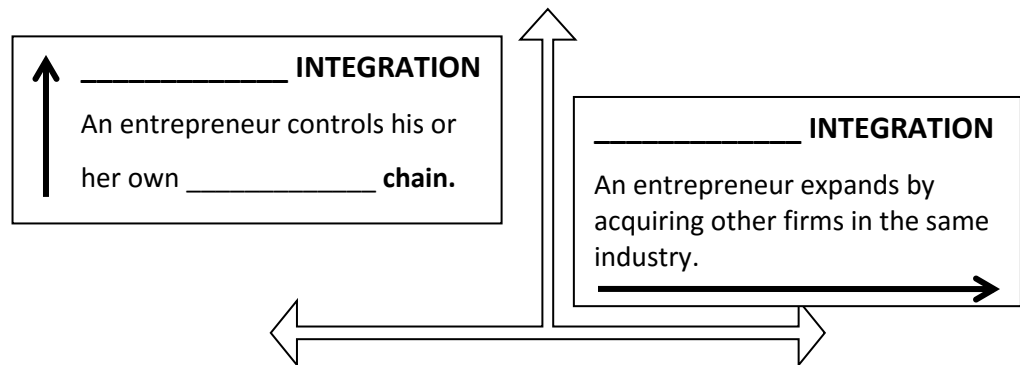 _____________ INTEGRATION
An entrepreneur controls his or
her own _____________ chain.
_____________ INTEGRATION
An entrepreneur expands by
acquiring other firms in the same
industry.